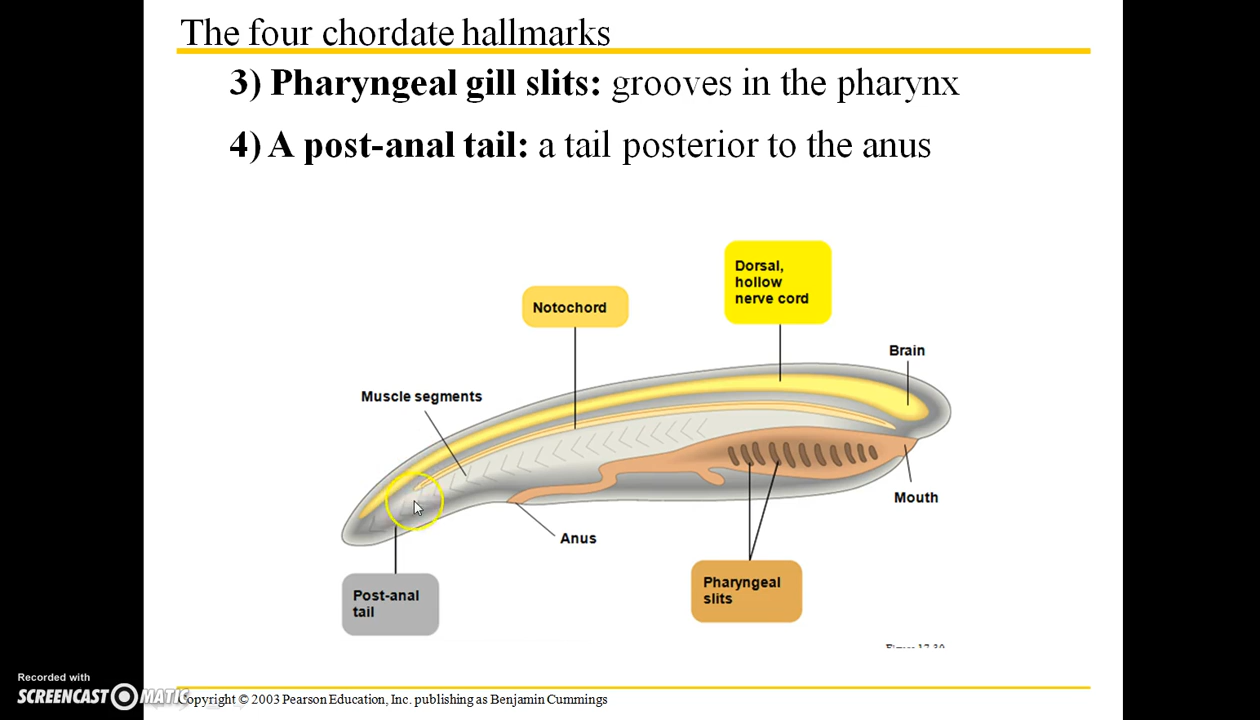 The four chordate hallmarks
3) Pharyngeal gill slits: grooves in the pharynx
4) A post-anal tail: a tail posterior to the anus
Dorsal,
hollow
nerve cord
Notochord
Brain
Muscle segments
Mouth
Anus
Pharyngeal
slits
Post-anal
tail
Recorded with
SCREENCAST MATIC
Copyright © 2003 Pearson Education, Inc. publishing as Benjamin Cummings